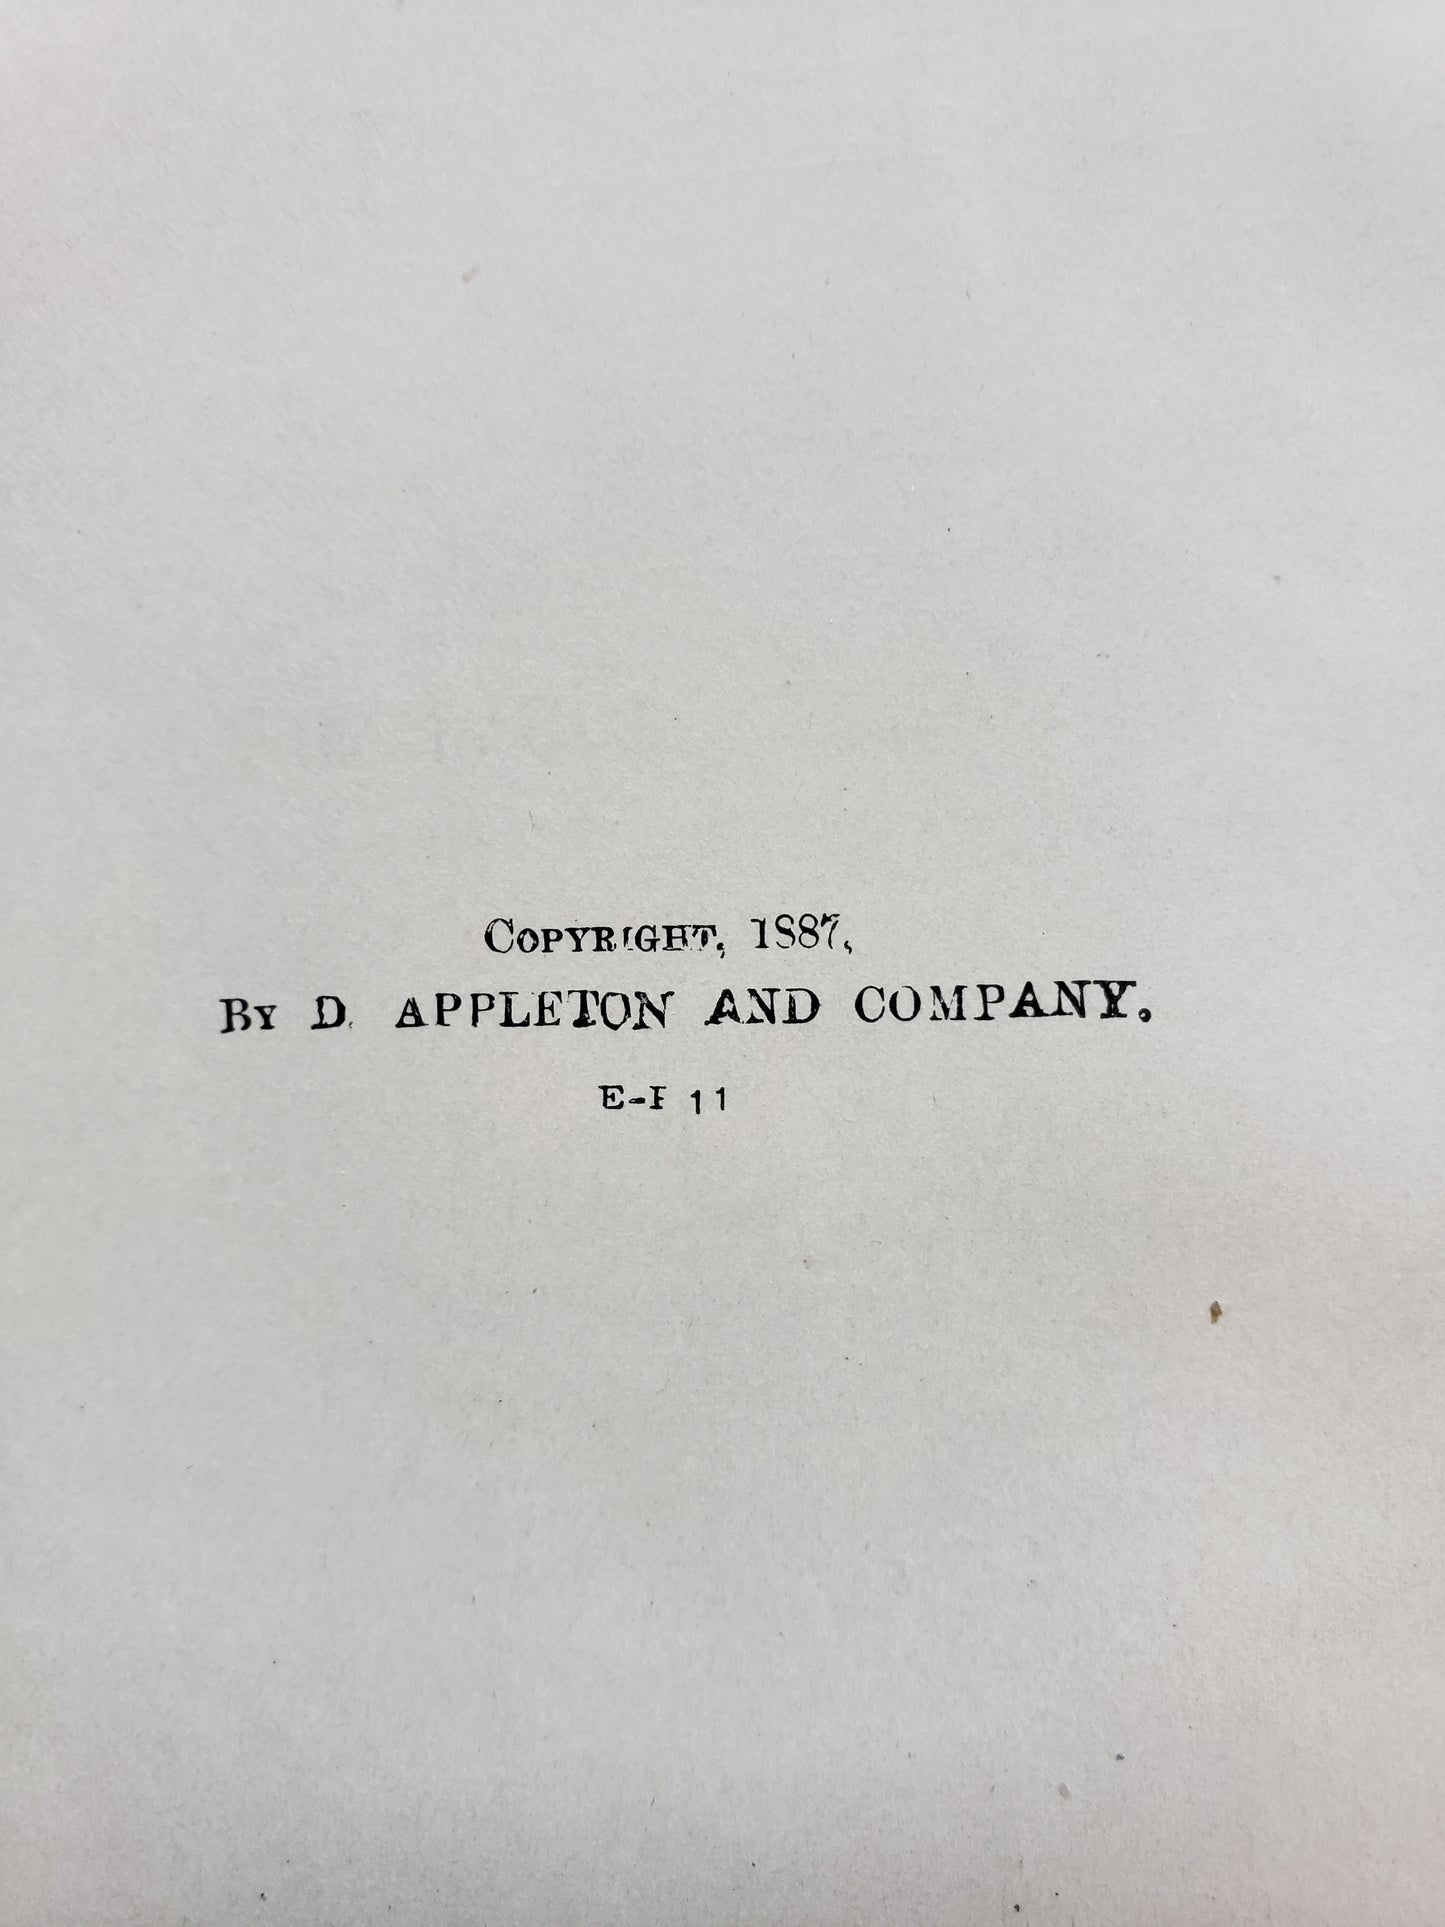 COPYRIGHT, 1887,
BY D. APPLETON AND COMPANY.
E-P 11